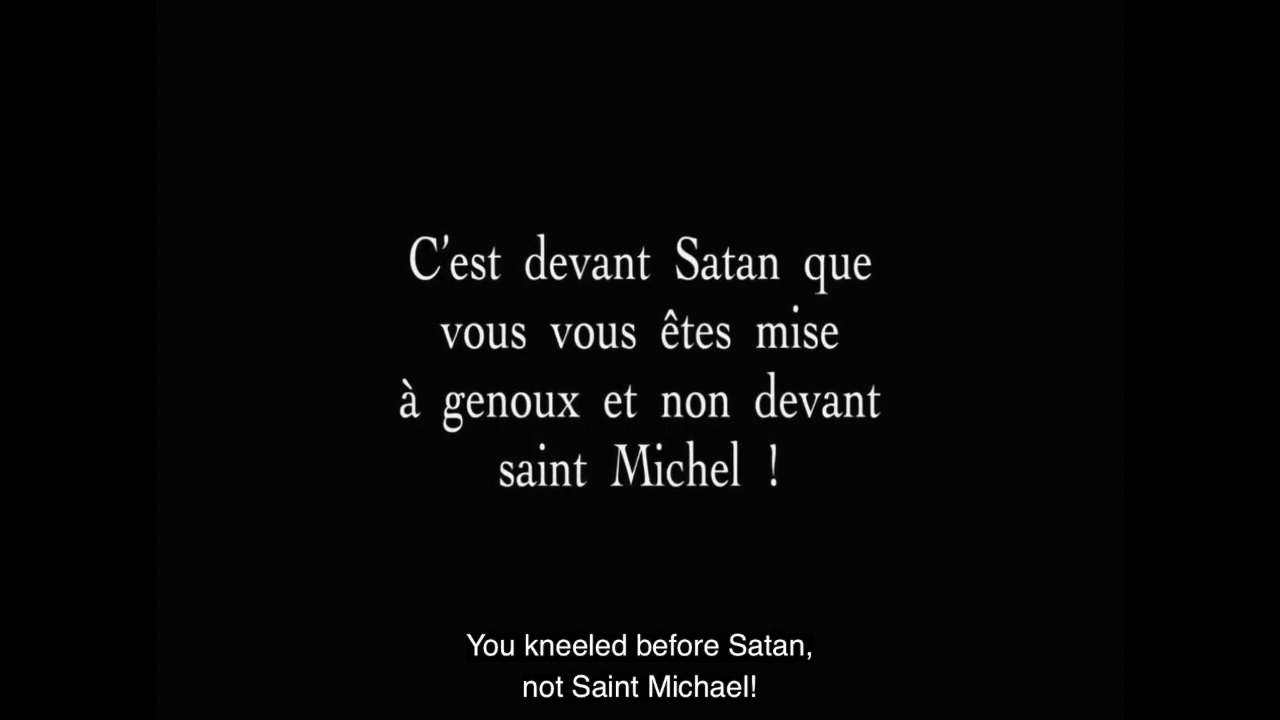 C'est devant Satan que
vous vous êtes mise
à genoux et non devant
saint Michel !
You kneeled before Satan,
not Saint Michael!